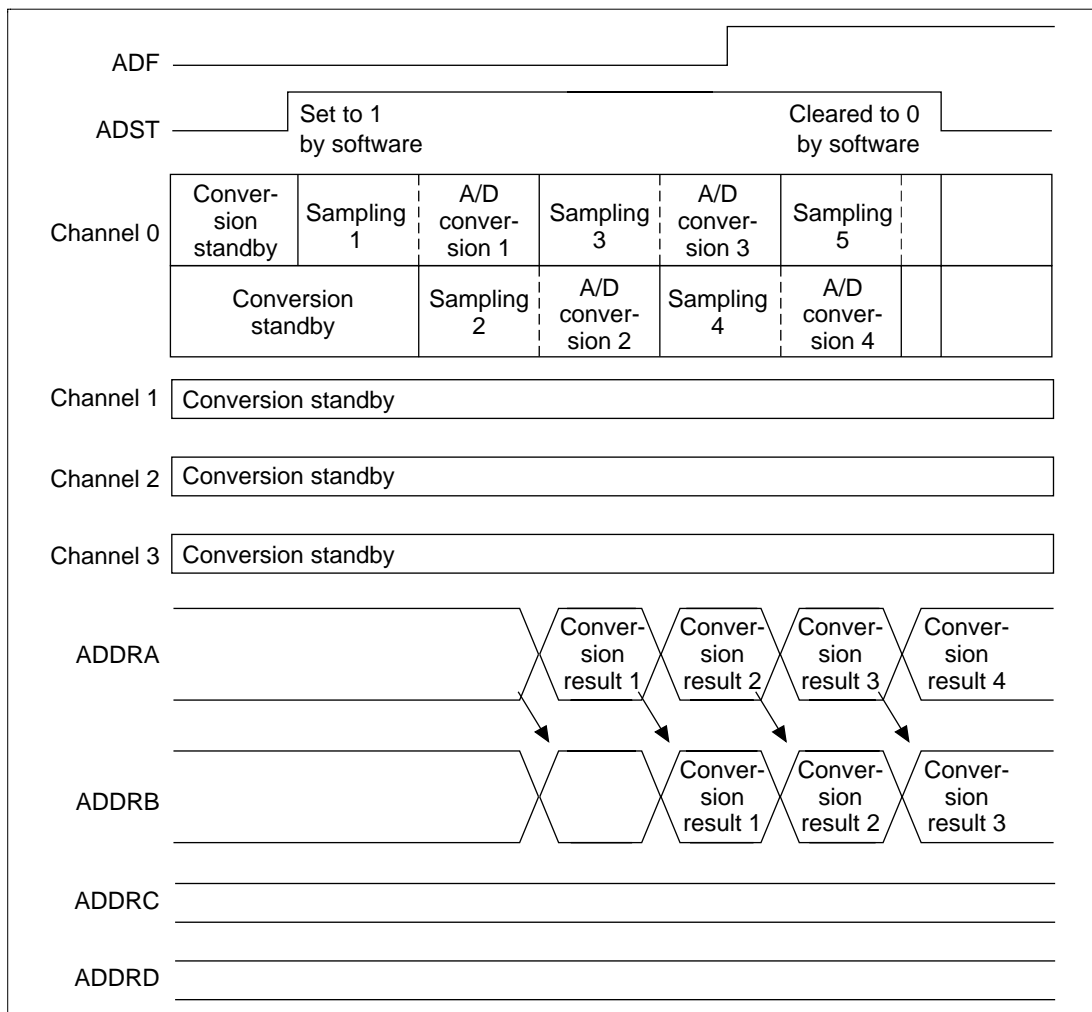 ADF
ADST
Set to 1
by software
Cleared to 0
by software
Channel 0
Conver-
sion
standby
Sampling
1
A/D
conver-
sion 1
Sampling
3
A/D
conver-
sion 3
Sampling
5
Conversion
standby
Sampling
2
A/D
conver-
sion 2
Sampling
4
A/D
conver-
sion 4
Channel 1
Conversion standby
Channel 2
Conversion standby
Channel 3
Conversion standby
ADDRA
Conver-
sion
result 1
Conver-
sion
result 2
Conver-
sion
result 3
Conver-
sion
result 4
ADDRB
Conver-
sion
result 1
Conver-
sion
result 2
Conver-
sion
result 3
ADDRC
ADDRD